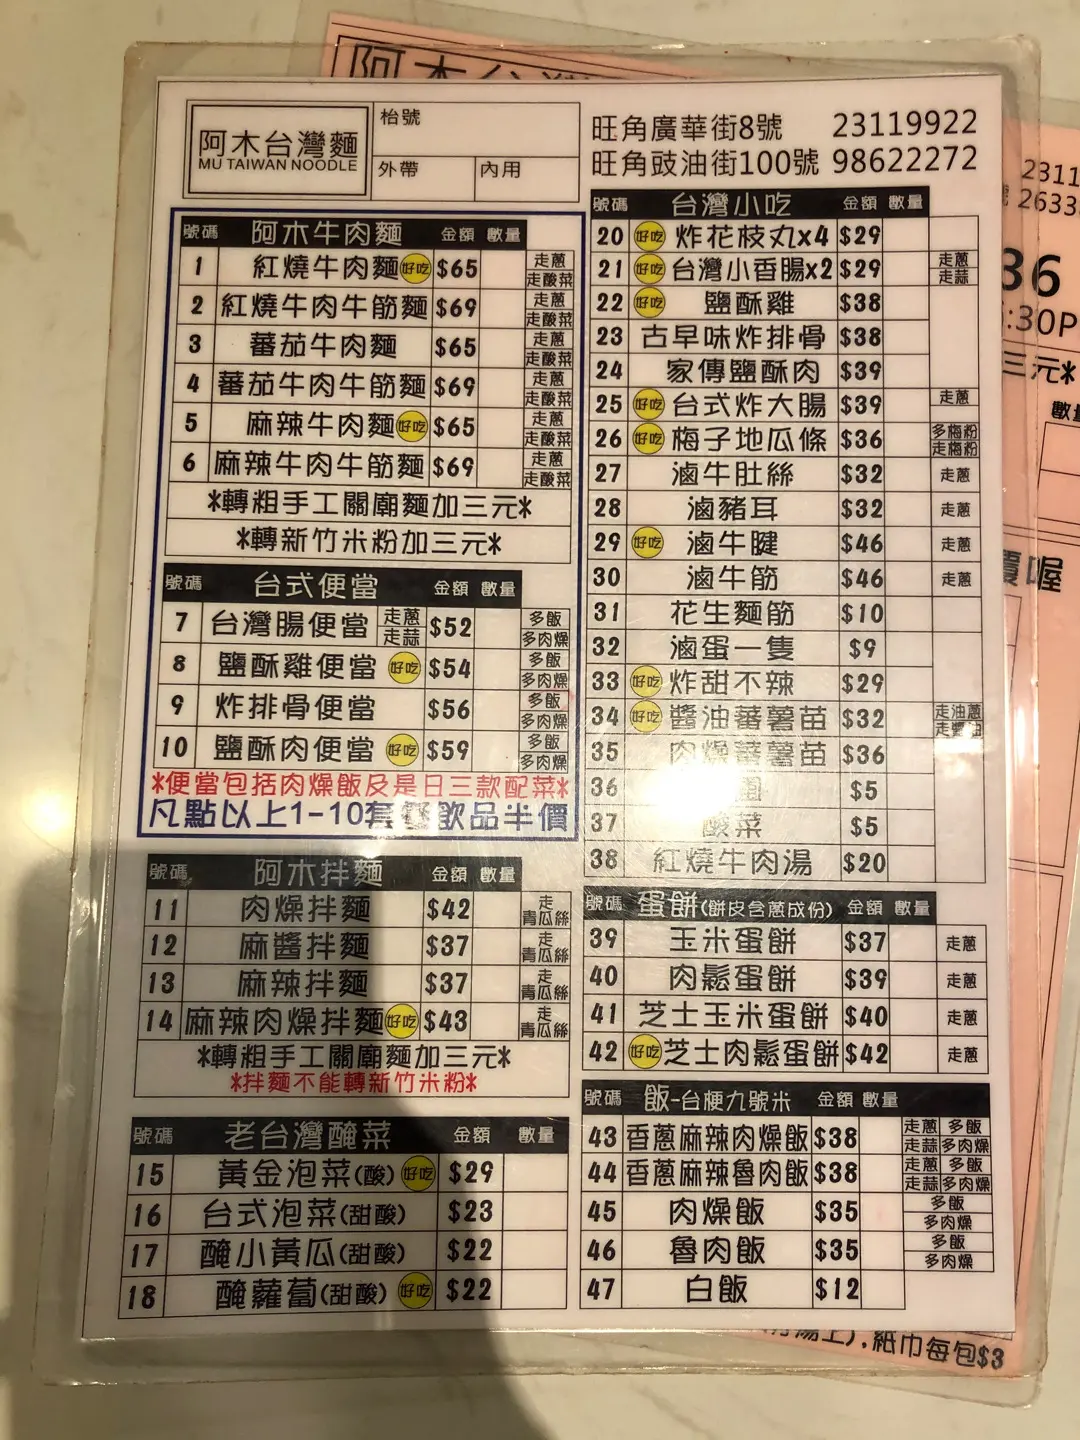 阿木台灣麵
MU TAIWAN NOODLE
枱號
外帶 內用
旺角廣華街8號 23119922
旺角豉油街100號 98622272
號碼 阿木牛肉麵 金額 數量
1 紅燒牛肉麵 好吃 $65 走蔥 走酸菜
2 紅燒牛肉牛筋麵 $69 走蔥 走酸菜
3 蕃茄牛肉麵 $65 走蔥 走酸菜
4 蕃茄牛肉牛筋麵 $69 走蔥 走酸菜
5 麻辣牛肉麵 好吃 $65 走蔥 走酸菜
6 麻辣牛肉牛筋麵 $69 走蔥 走酸菜
*轉粗手工關廟麵加三元*
*轉新竹米粉加三元*
號碼 台式便當 金額 數量
7 台灣腸便當 走蔥 走蒜 $52 多飯 多肉燥
8 鹽酥雞便當 好吃 $54 多飯 多肉燥
9 炸排骨便當 $56 多飯 多肉燥
10 鹽酥肉便當 好吃 $59 多飯 多肉燥
*便當包括肉燥飯及是日三款配菜*
凡點以上1-10套餐飲品半價
號碼 阿木拌麵 金額 數量
11 肉燥拌麵 $42 走青瓜絲
12 麻醬拌麵 $37 走青瓜絲
13 麻辣拌麵 $37 走青瓜絲
14 麻辣肉燥拌麵 好吃 $43 走青瓜絲
*轉粗手工關廟麵加三元*
*拌麵不能轉新竹米粉*
號碼 老台灣醃菜 金額 數量
15 黃金泡菜(酸) 好吃 $29
16 台式泡菜(甜酸) $23
17 醃小黃瓜(甜酸) $22
18 醃蘿蔔(甜酸) 好吃 $22
號碼 台灣小吃 金額 數量
20 好吃 炸花枝丸x4 $29
21 好吃 台灣小香腸x2 $29 走蔥 走蒜
22 好吃 鹽酥雞 $38
23 古早味炸排骨 $38
24 家傳鹽酥肉 $39
25 好吃 台式炸大腸 $39 走蔥
26 好吃 梅子地瓜條 $36 多梅粉 走梅粉
27 滷牛肚絲 $32 走蔥
28 滷豬耳 $32 走蔥
29 好吃 滷牛腱 $46 走蔥
30 滷牛筋 $46 走蔥
31 花生麵筋 $10
32 滷蛋一隻 $9
33 好吃 炸甜不辣 $29
34 好吃 醬油蕃薯苗 $32 走油蔥 走醬油
35 肉燥蕃薯苗 $36
36 $5
37 酸菜 $5
38 紅燒牛肉湯 $20
號碼 蛋餅(餅皮含蔥成份) 金額 數量
39 玉米蛋餅 $37 走蔥
40 肉鬆蛋餅 $39 走蔥
41 芝士玉米蛋餅 $40 走蔥
42 好吃 芝士肉鬆蛋餅 $42 走蔥
號碼 飯-台梗九號米 金額 數量
43 香蔥麻辣肉燥飯 $38 走蔥 多飯 走蒜 多肉燥
44 香蔥麻辣魯肉飯 $38 走蔥 多飯 走蒜 多肉燥
45 肉燥飯 $35 多飯 多肉燥
46 魯肉飯 $35 多飯 多肉燥
47 白飯 $12
阿木台灣
2311
2633
36
:30P
三元*
數量
喔
紙巾每包$3